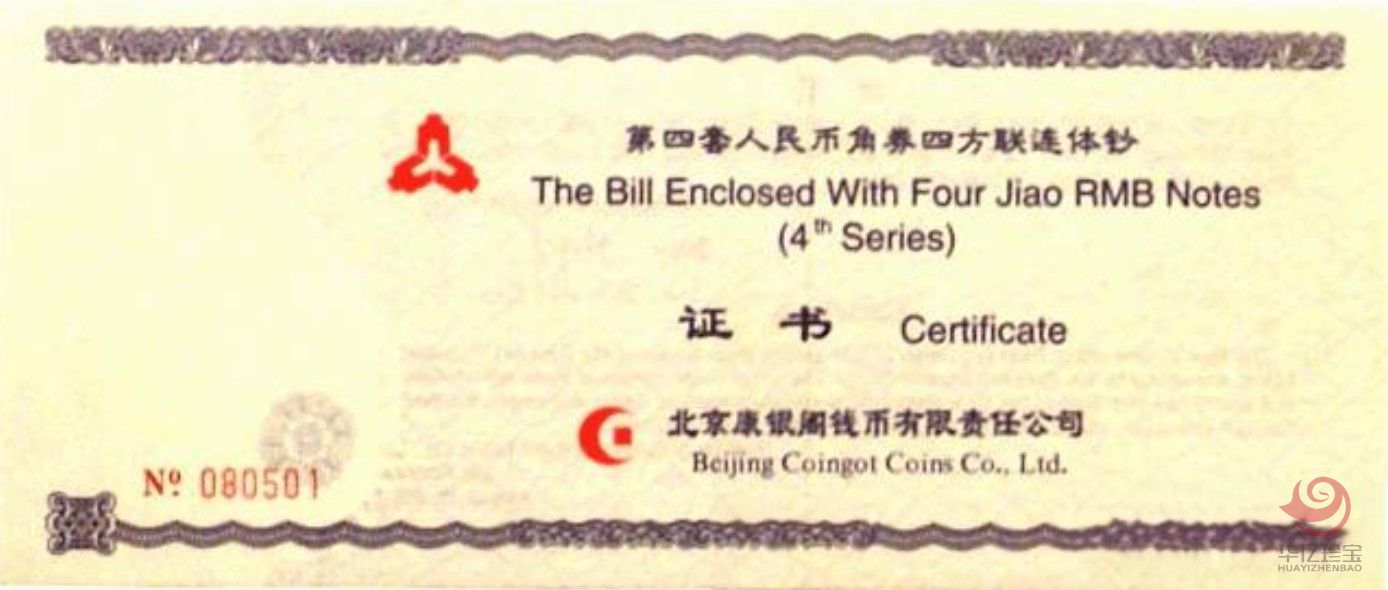 第四套人民币角券四方联连体钞
The Bill Enclosed With Four Jiao RMB Notes
(4th Series)
证书 Certificate
北京康银阁钱币有限责任公司
Beijing Coingot Coins Co., Ltd.
Nº 080501
华亿珍宝
HUAYIZHENBAO